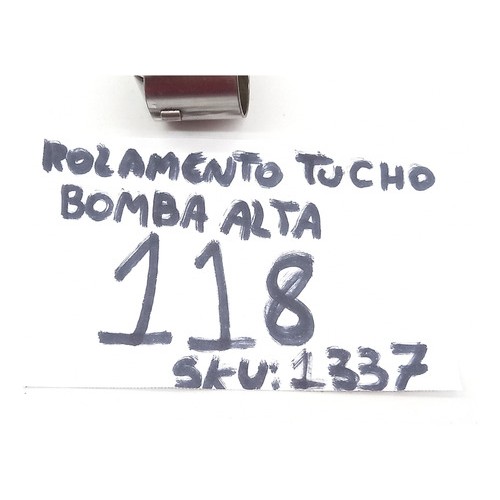 ROLAMENTO TUCHO
BOMBA ALTA
118
SKU: 1337